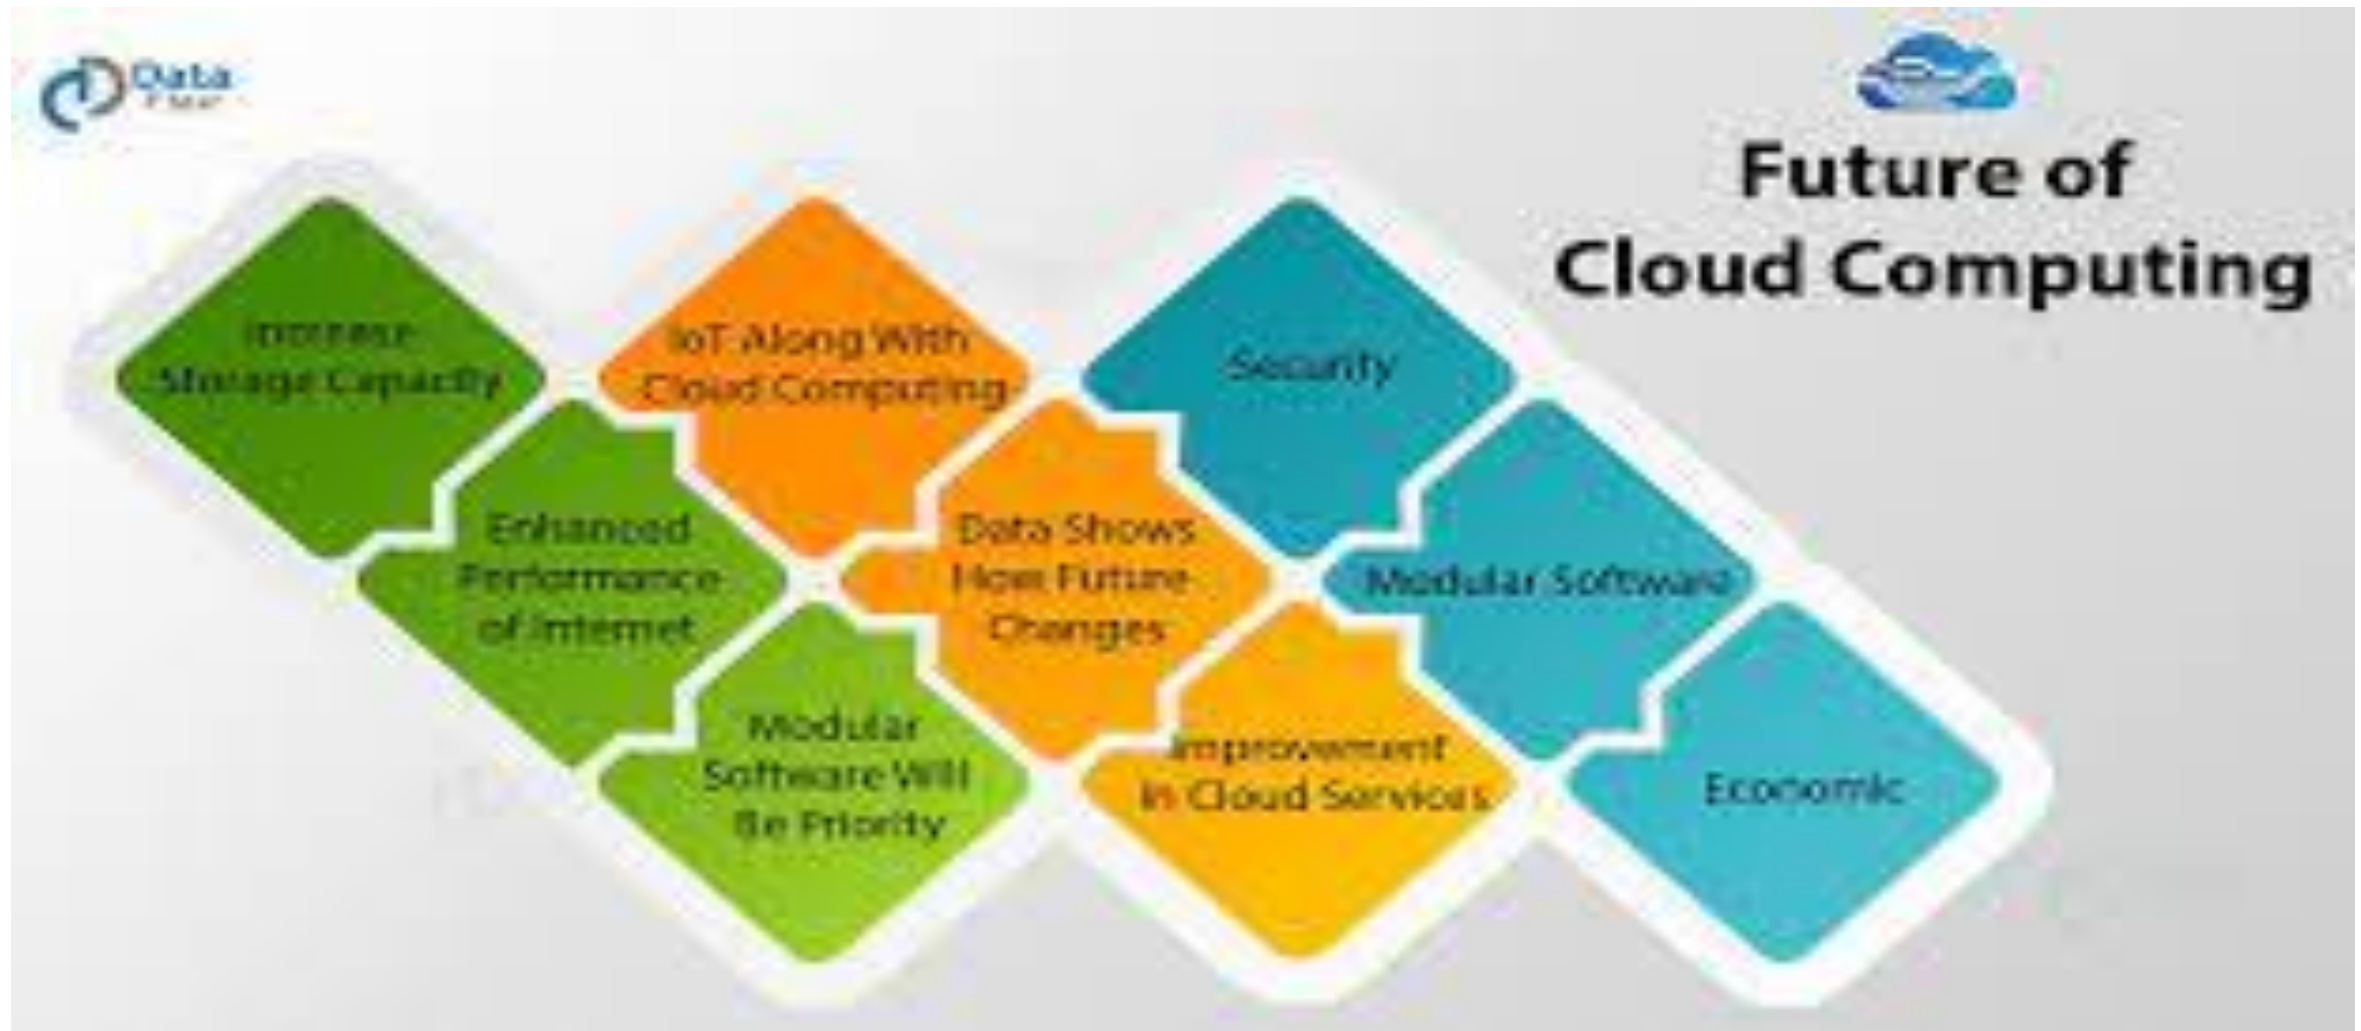 Data
Future of
Cloud Computing
Increase
Storage Capacity
Enhanced
Performance
of Internet
Modular
Software Will
Be Priority
IoT Along With
Cloud Computing
Data Shows
How Future
Changes
Improvement
in Cloud Services
Security
Modular Software
Economic